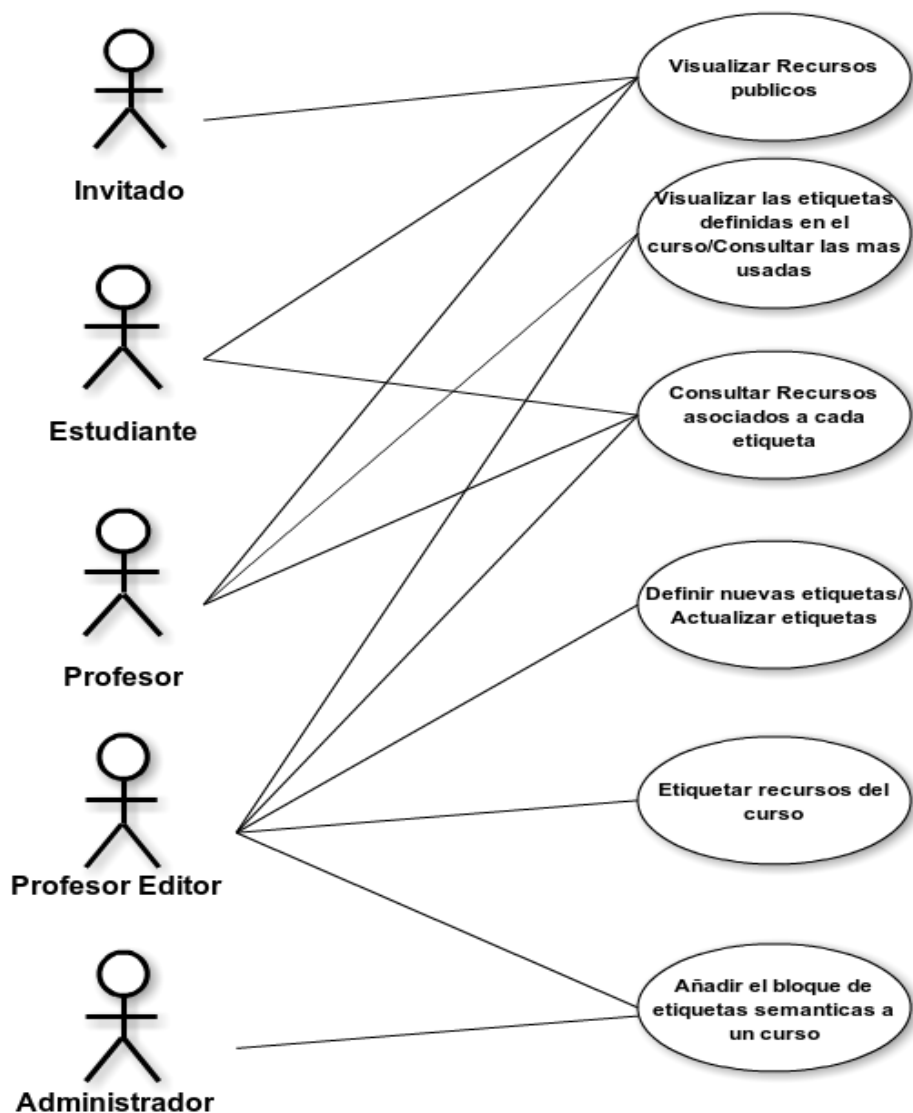 Visualizar Recursos
publicos
Invitado
Visualizar las etiquetas
definidas en el
curso/Consultar las mas
usadas
Estudiante
Consultar Recursos
asociados a cada
etiqueta
Profesor
Definir nuevas etiquetas/
Actualizar etiquetas
Profesor Editor
Etiquetar recursos del
curso
Administrador
Añadir el bloque de
etiquetas semanticas a
un curso